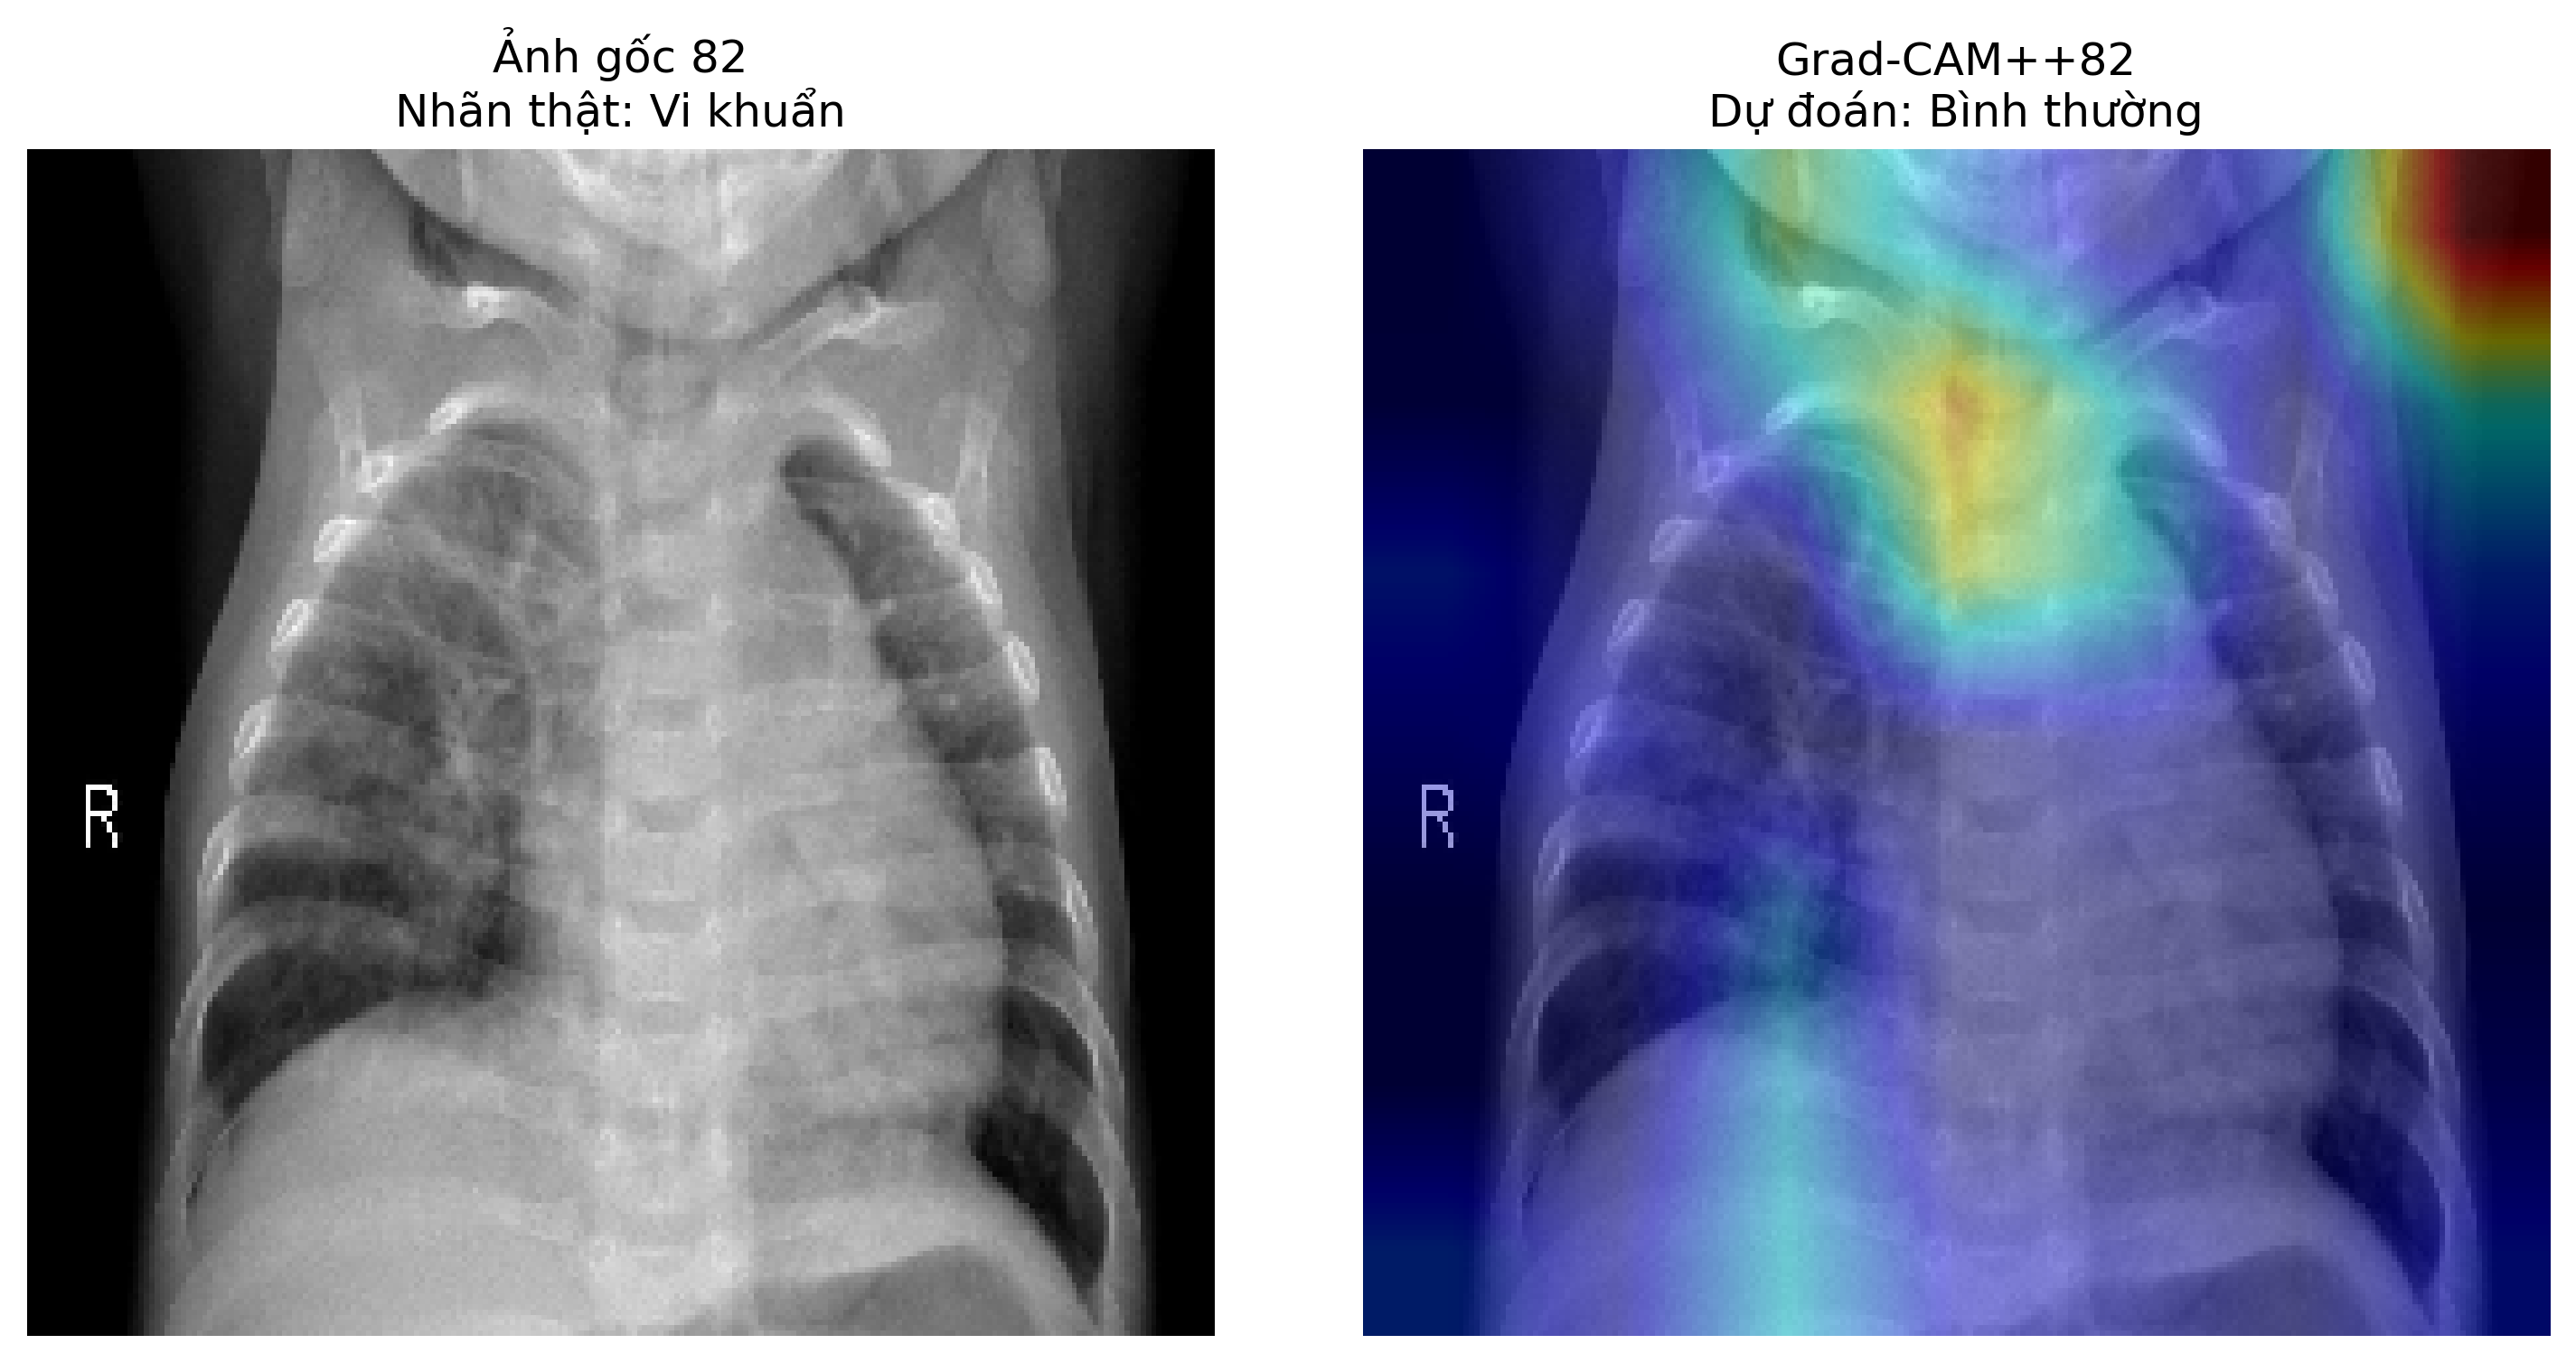 Ảnh gốc 82
Nhãn thật: Vi khuẩn
Grad-CAM++82
Dự đoán: Bình thường
R
R